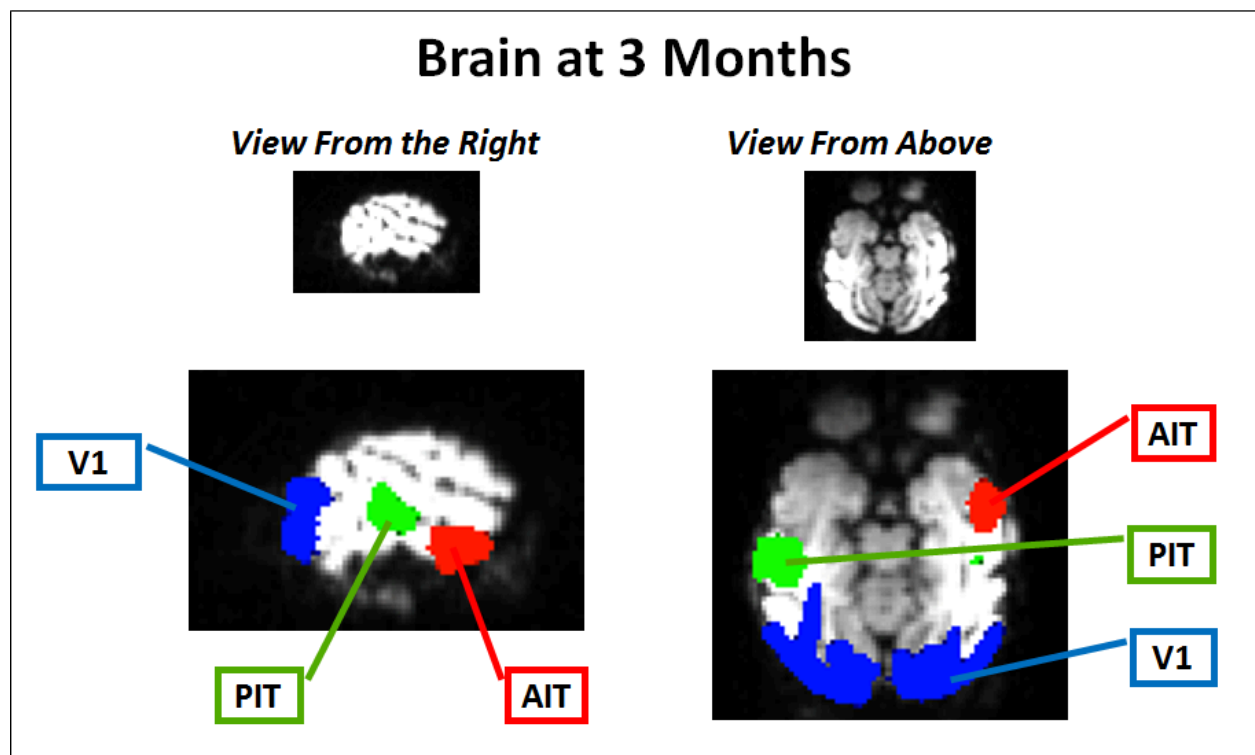 Brain at 3 Months
View From the Right
View From Above
V1
PIT
AIT
AIT
PIT
V1